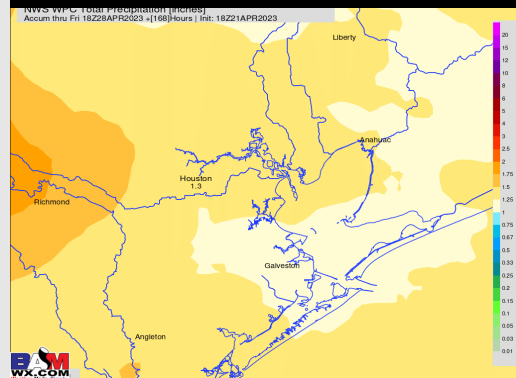 NWS WPC Total Precipitation [inches]
Accum thru Fri 18Z28APR2023 +[168]Hours | Init: 18Z21APR2023
Liberty
Anahuac
Houston
1.3
Richmond
Galveston
Angleton
BAM
WX.COM
20
15
12
10
8
6
5
4
3
2.5
2
1.75
1.5
1.25
1
0.75
0.67
0.5
0.33
0.25
0.2
0.15
0.1
0.05
0.03
0.01